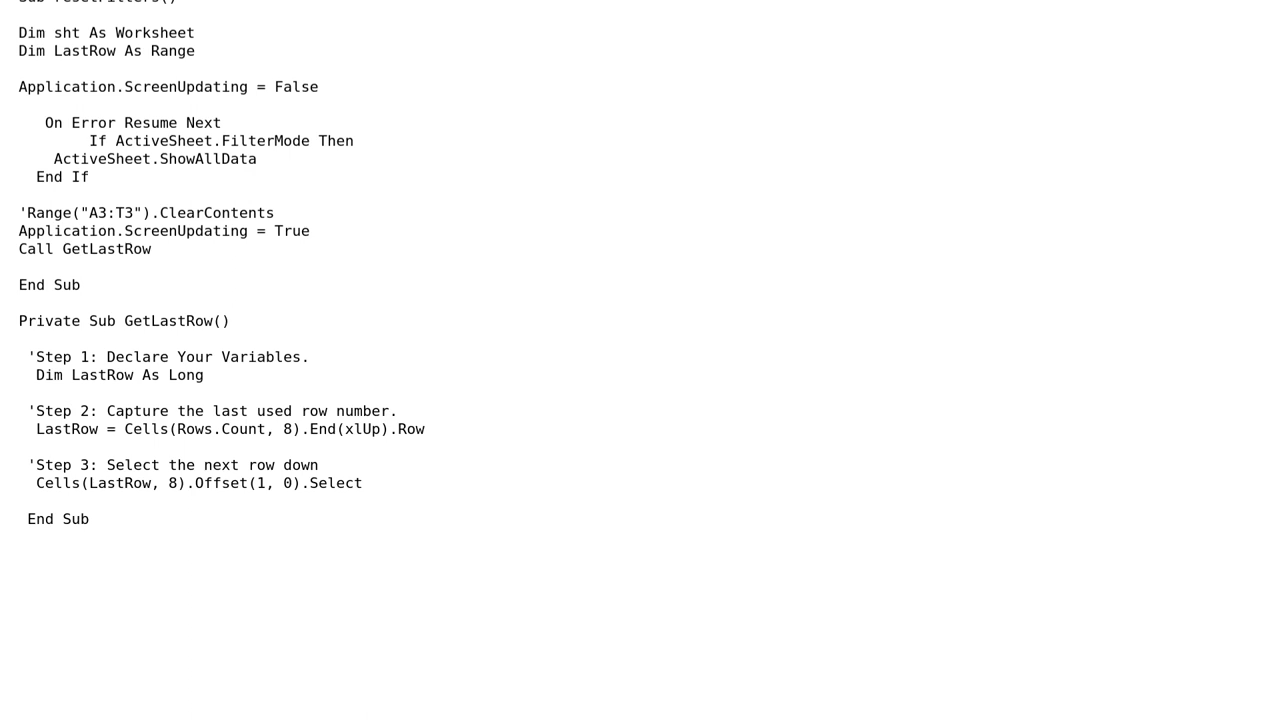 Sub resetFilters()
Dim sht As Worksheet
Dim LastRow As Range
Application.ScreenUpdating = False
On Error Resume Next
If ActiveSheet.FilterMode Then
ActiveSheet.ShowAllData
End If
'Range("A3:T3").ClearContents
Application.ScreenUpdating = True
Call GetLastRow
End Sub
Private Sub GetLastRow()
'Step 1: Declare Your Variables.
Dim LastRow As Long
'Step 2: Capture the last used row number.
LastRow = Cells(Rows.Count, 8).End(xlUp).Row
'Step 3: Select the next row down
Cells(LastRow, 8).Offset(1, 0).Select
End Sub